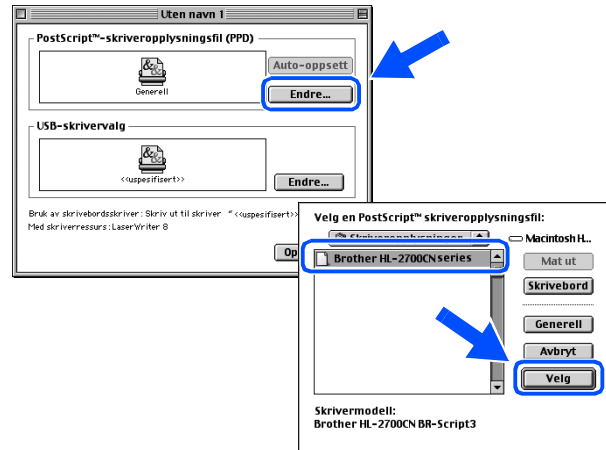 Uten navn 1
PostScript™-skriveropplysningsfil (PPD)
Generell
Auto-oppsett
Endre...
USB-skrivervalg
<<uspesifisert>>
Endre...
Bruk av skrivebordsskriver: Skriv ut til skriver "<<uspesifisert>>
Med skriverressurs: LaserWriter 8
Op
Velg en PostScript™ skriveropplysningsfil:
Skriveropplysninger
Macintosh H...
Brother HL-2700CN series
Mat ut
Skrivebord
Generell
Avbryt
Velg
Skrivermodell:
Brother HL-2700CN BR-Script3